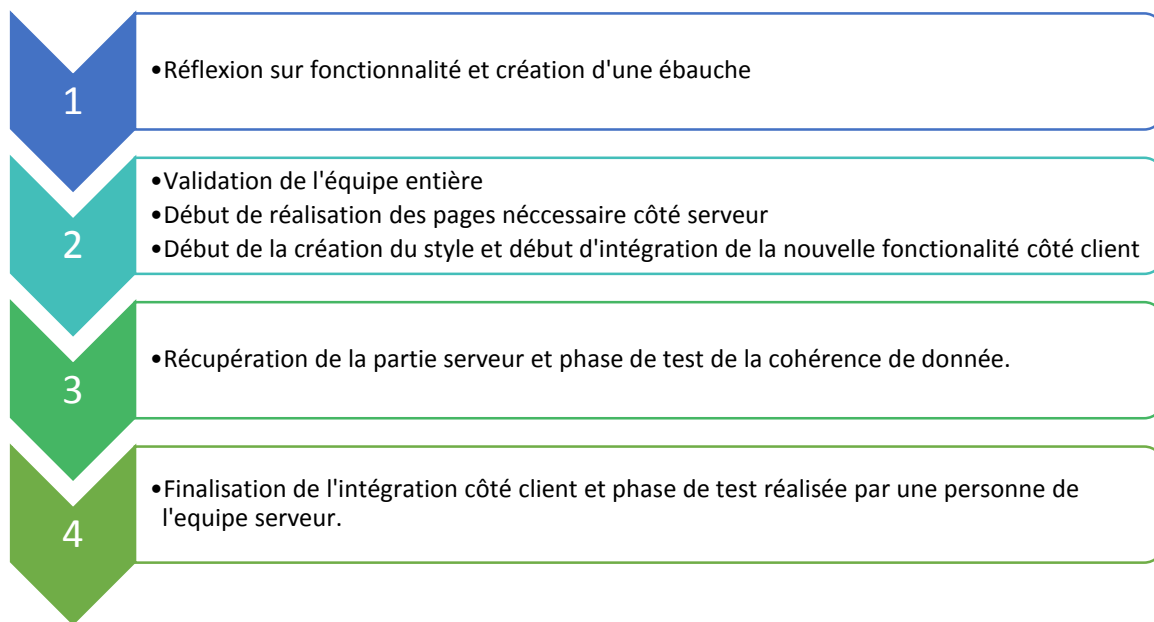 1
•Réflexion sur fonctionnalité et création d'une ébauche
2
•Validation de l'équipe entière
•Début de réalisation des pages néccessaire côté serveur
•Début de la création du style et début d'intégration de la nouvelle fonctionalité côté client
3
•Récupération de la partie serveur et phase de test de la cohérence de donnée.
4
•Finalisation de l'intégration côté client et phase de test réalisée par une personne de
l'equipe serveur.